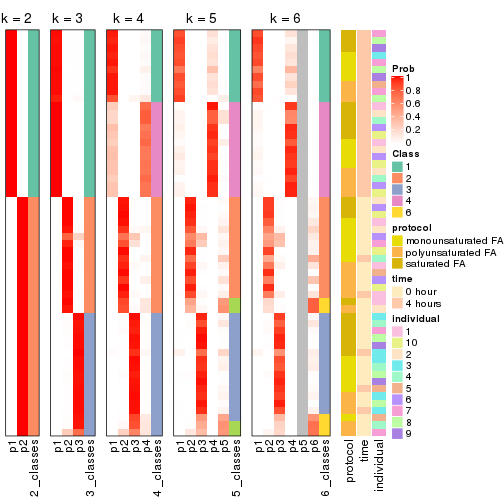 k = 2
k = 3
k = 4
k = 5
k = 6
p1
p2
2_classes
p1
p2
p3
3_classes
p1
p2
p3
p4
4_classes
p1
p2
p3
p4
p5
5_classes
p1
p2
p3
p4
p5
p6
6_classes
protocol
time
individual
Prob
1
0.8
0.6
0.4
0.2
0
Class
1
2
3
4
6
protocol
monounsaturated FA
polyunsaturated FA
saturated FA
time
0 hour
4 hours
individual
1
10
2
3
4
5
6
7
8
9